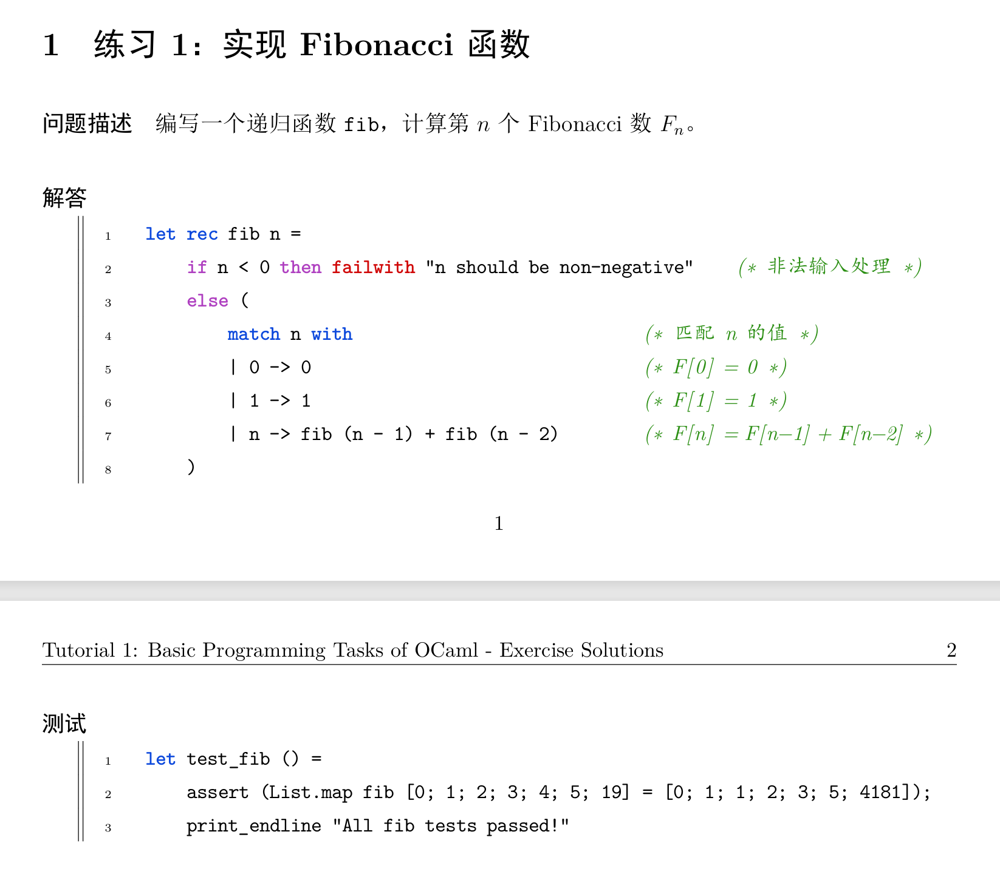 1 练习 1：实现 Fibonacci 函数
问题描述 编写一个递归函数 fib，计算第 n 个 Fibonacci 数 Fₙ。
解答
1 let rec fib n =
2     if n < 0 then failwith "n should be non-negative" (* 非法输入处理 *)
3     else (
4         match n with (* 匹配 n 的值 *)
5         | 0 -> 0 (* F[0] = 0 *)
6         | 1 -> 1 (* F[1] = 1 *)
7         | n -> fib (n - 1) + fib (n - 2) (* F[n] = F[n−1] + F[n−2] *)
8     )
1
Tutorial 1: Basic Programming Tasks of OCaml - Exercise Solutions 2
测试
1 let test_fib () =
2     assert (List.map fib [0; 1; 2; 3; 4; 5; 19] = [0; 1; 1; 2; 3; 5; 4181]);
3     print_endline "All fib tests passed!"